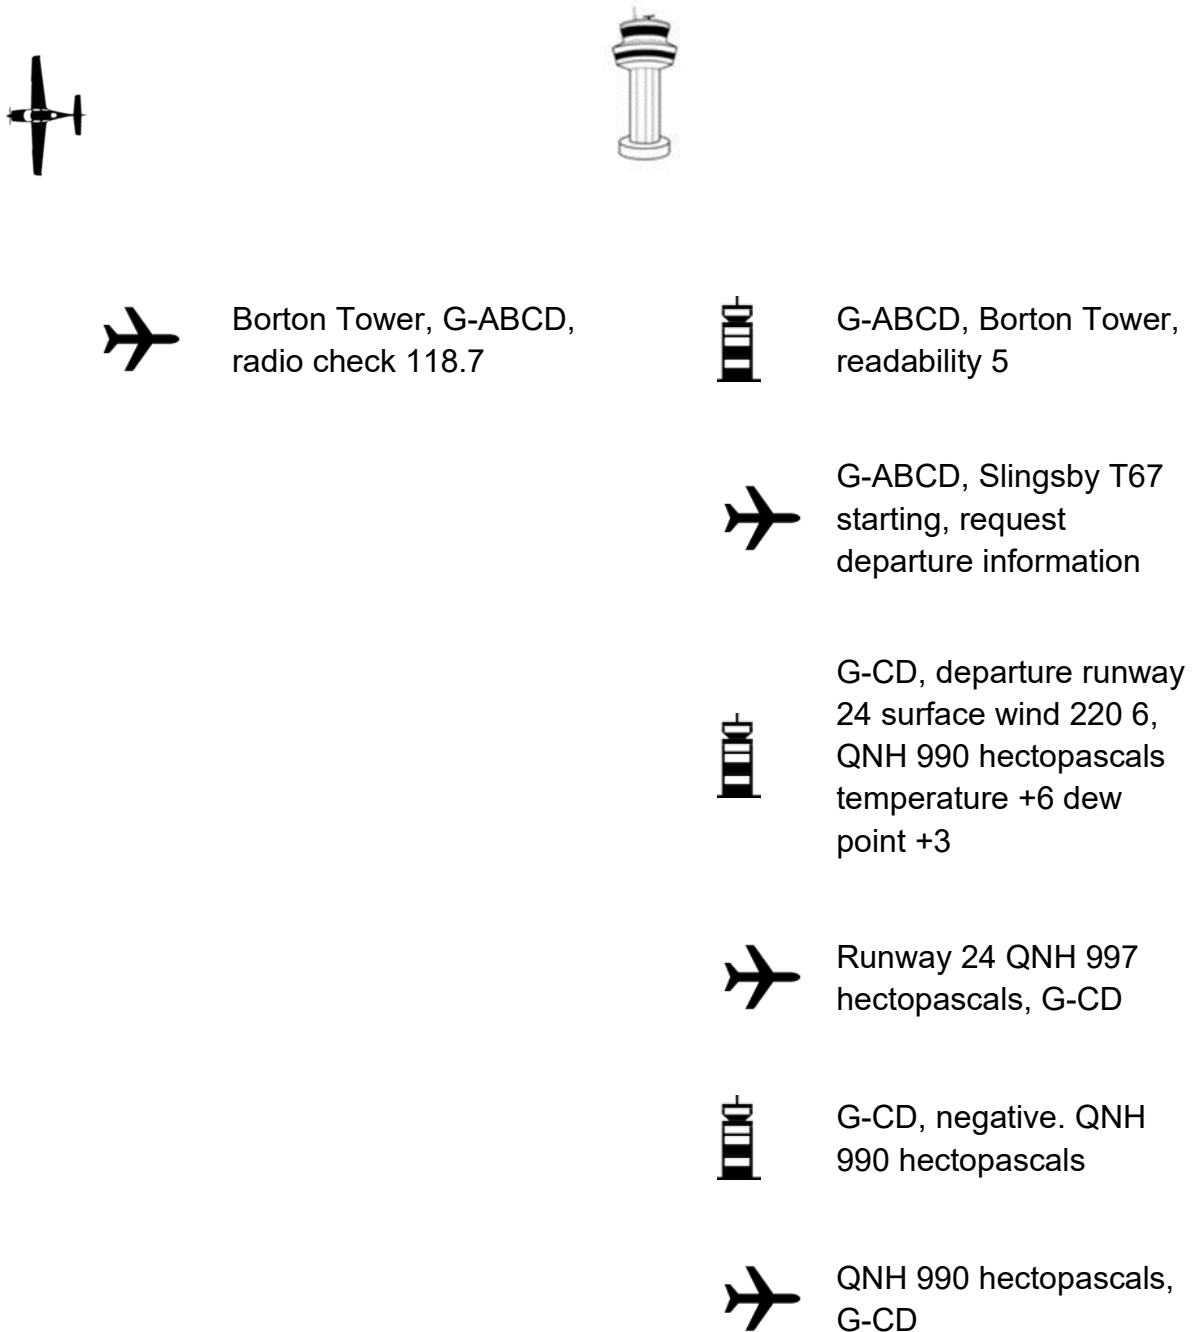 Borton Tower, G-ABCD,
radio check 118.7
G-ABCD, Borton Tower,
readability 5
G-ABCD, Slingsby T67
starting, request
departure information
G-CD, departure runway
24 surface wind 220 6,
QNH 990 hectopascals
temperature +6 dew
point +3
Runway 24 QNH 997
hectopascals, G-CD
G-CD, negative. QNH
990 hectopascals
QNH 990 hectopascals,
G-CD